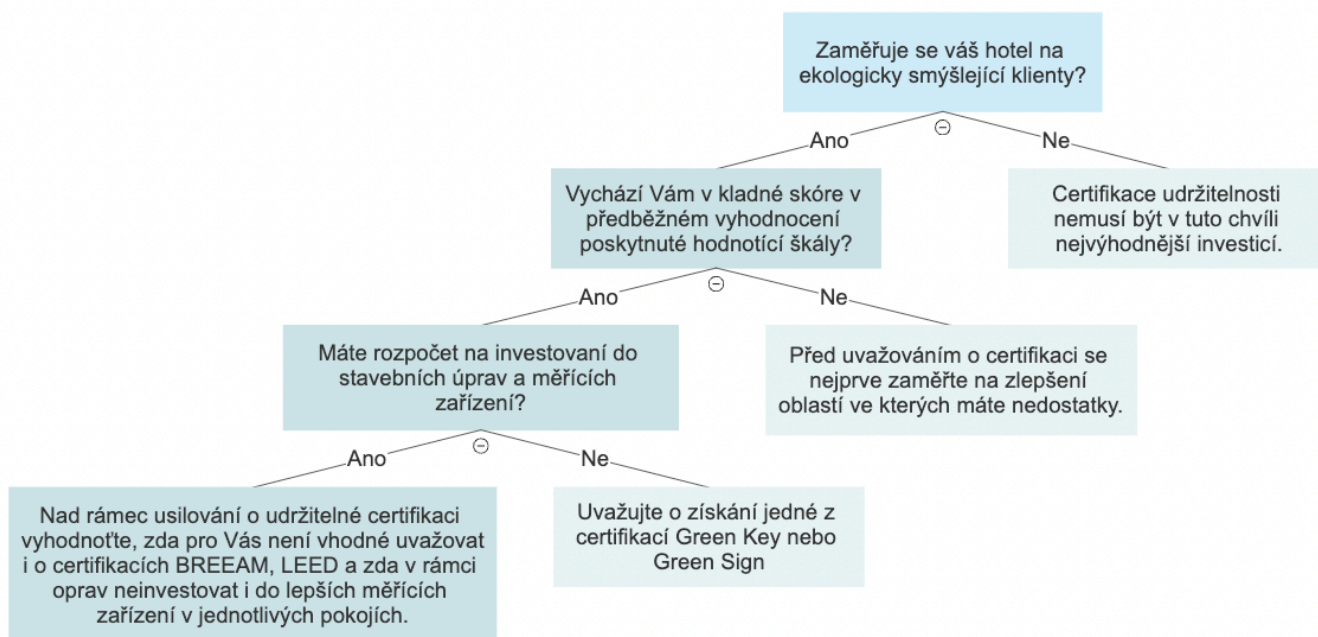 Zaměřuje se váš hotel na
ekologicky smýšlející klienty?
Ano
Ne
Vychází Vám v kladné skóre v
předběžném vyhodnocení
poskytnuté hodnotící škály?
Certifikace udržitelnosti
nemusí být v tuto chvíli
nejvýhodnější investicí.
Ano
Ne
Máte rozpočet na investovaní do
stavebních úprav a měřících
zařízení?
Před uvažováním o certifikaci se
nejprve zaměřte na zlepšení
oblastí ve kterých máte nedostatky.
Ano
Ne
Nad rámec usilování o udržitelné certifikaci
vyhodnoťte, zda pro Vás není vhodné uvažovat
i o certifikacích BREEAM, LEED a zda v rámci
oprav neinvestovat i do lepších měřících
zařízení v jednotlivých pokojích.
Uvažujte o získání jedné z
certifikací Green Key nebo
Green Sign